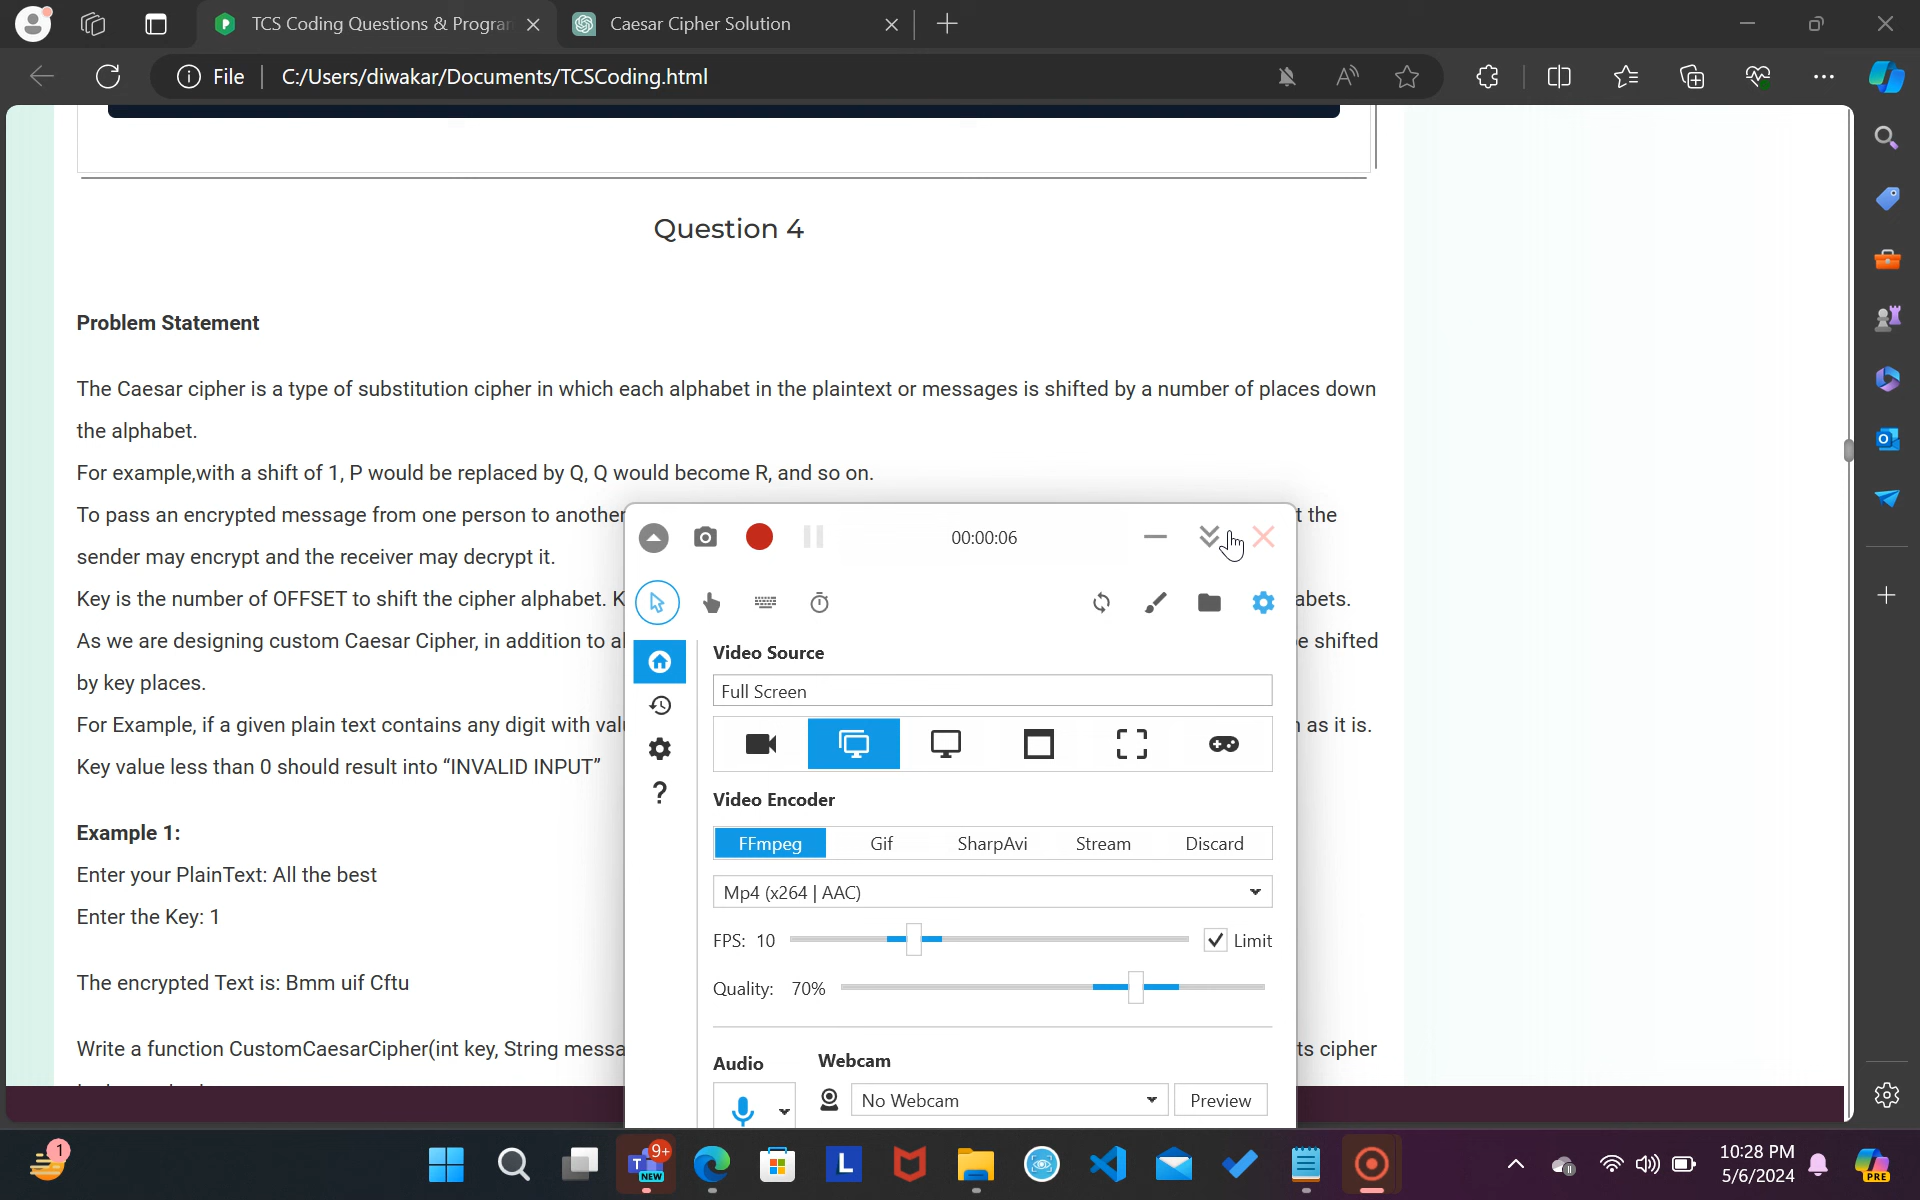 TCS Coding Questions & Program
Caesar Cipher Solution
File
C:/Users/diwakar/Documents/TCSCoding.html
Question 4
Problem Statement
The Caesar cipher is a type of substitution cipher in which each alphabet in the plaintext or messages is shifted by a number of places down
the alphabet.
For example,with a shift of 1, P would be replaced by Q, Q would become R, and so on.
To pass an encrypted message from one person to another
t the
sender may encrypt and the receiver may decrypt it.
Key is the number of OFFSET to shift the cipher alphabet. K
abets.
As we are designing custom Caesar Cipher, in addition to al
e shifted
by key places.
For Example, if a given plain text contains any digit with valu
as it is.
Key value less than 0 should result into “INVALID INPUT”
Example 1:
Enter your PlainText: All the best
Enter the Key: 1
The encrypted Text is: Bmm uif Cftu
Write a function CustomCaesarCipher(int key, String messa
ts cipher
00:00:06
Video Source
Full Screen
Video Encoder
FFmpeg
Gif
SharpAvi
Stream
Discard
Mp4 (x264 | AAC)
FPS: 10
Limit
Quality: 70%
Audio
Webcam
No Webcam
Preview
1
9+
NEW
L
10:28 PM
5/6/2024
PRE